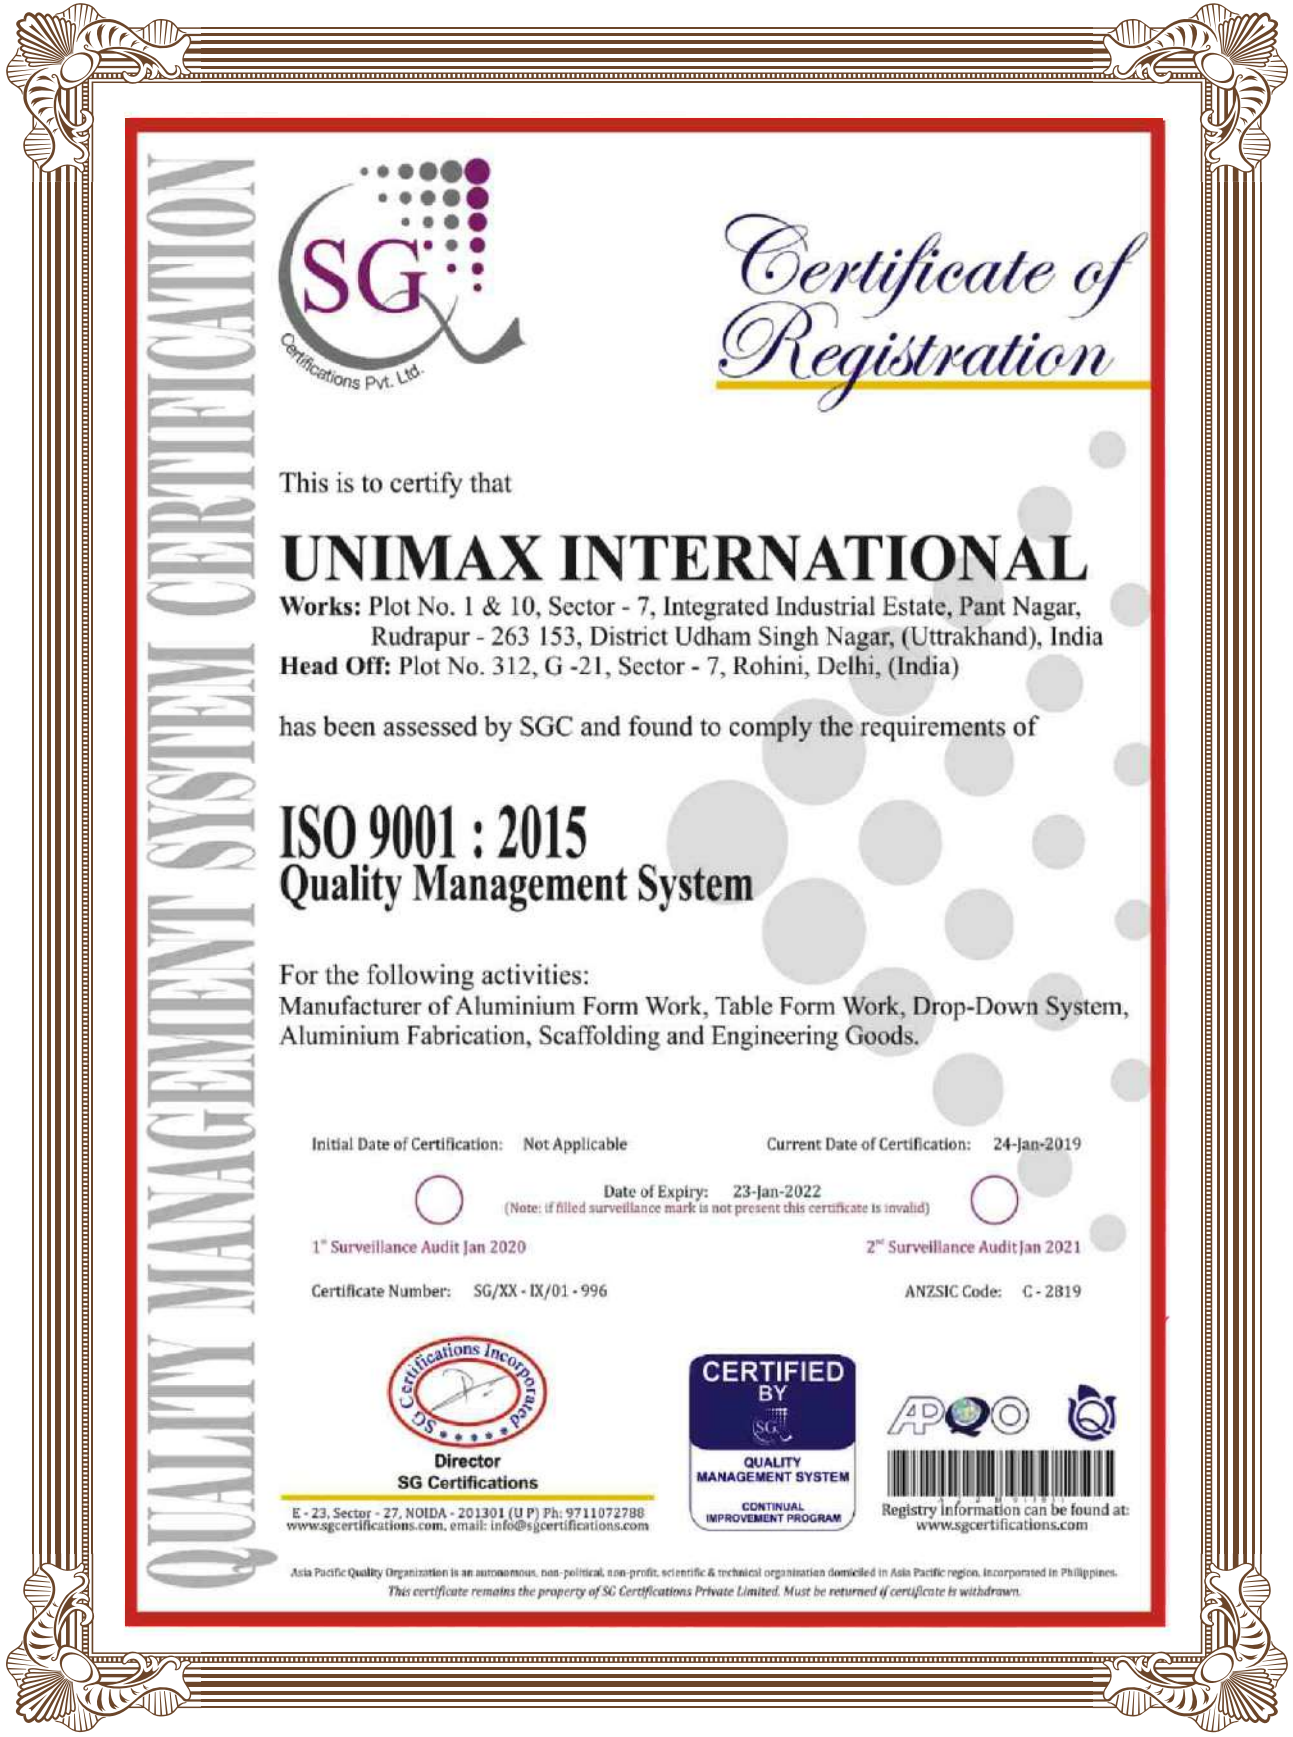 QUALITY MANAGEMENT SYSTEM CERTIFICATION
SG
Certifications Pvt. Ltd.
Certificate of
Registration
This is to certify that
UNIMAX INTERNATIONAL
Works: Plot No. 1 & 10, Sector - 7, Integrated Industrial Estate, Pant Nagar,
Rudrapur - 263 153, District Udham Singh Nagar, (Uttrakhand), India
Head Off: Plot No. 312, G -21, Sector - 7, Rohini, Delhi, (India)
has been assessed by SGC and found to comply the requirements of
ISO 9001 : 2015
Quality Management System
For the following activities:
Manufacturer of Aluminium Form Work, Table Form Work, Drop-Down System,
Aluminium Fabrication, Scaffolding and Engineering Goods.
Initial Date of Certification: Not Applicable
Current Date of Certification: 24-Jan-2019
Date of Expiry: 23-Jan-2022
(Note: if filled surveillance mark is not present this certificate is invalid)
1st Surveillance Audit Jan 2020
2nd Surveillance Audit Jan 2021
Certificate Number: SG/XX - IX/01 - 996
ANZSIC Code: C - 2819
SG Certifications Incorporated
Director
SG Certifications
E - 23, Sector - 27, NOIDA - 201301 (U P) Ph: 9711072788
www.sgcertifications.com, email: info@sgcertifications.com
CERTIFIED
BY
SG
QUALITY
MANAGEMENT SYSTEM
CONTINUAL
IMPROVEMENT PROGRAM
APQO
Registry information can be found at:
www.sgcertifications.com
Asia Pacific Quality Organization is an autonomous, non-political, non-profit, scientific & technical organization domiciled in Asia Pacific region, incorporated in Philippines.
This certificate remains the property of SG Certifications Private Limited. Must be returned if certificate is withdrawn.